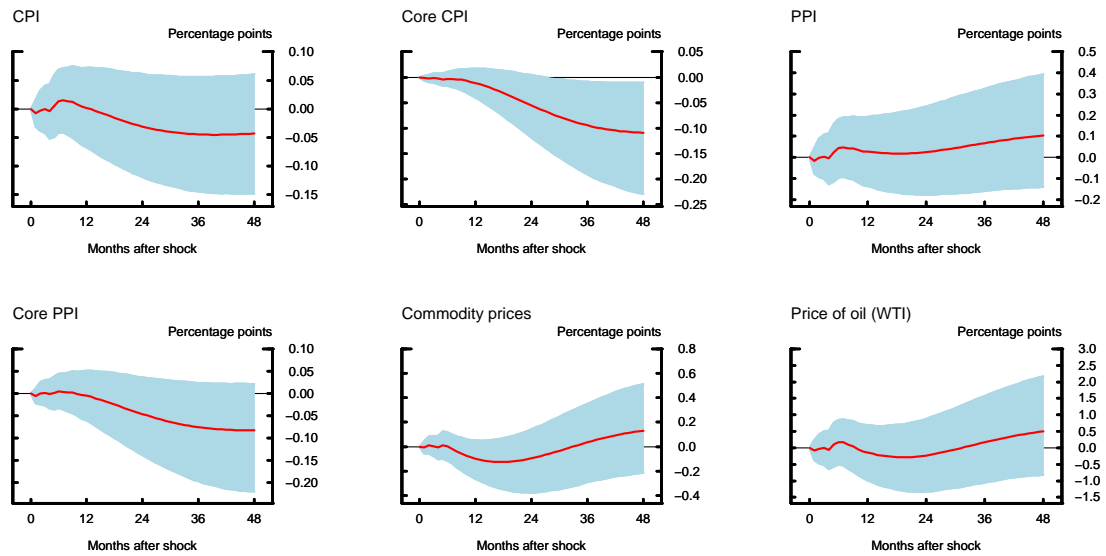 CPI
Percentage points
0.10
0.05
0.00
−0.05
−0.10
−0.15
0 12 24 36 48
Months after shock
Core CPI
Percentage points
0.05
0.00
−0.05
−0.10
−0.15
−0.20
−0.25
0 12 24 36 48
Months after shock
PPI
Percentage points
0.5
0.4
0.3
0.2
0.1
0.0
−0.1
−0.2
0 12 24 36 48
Months after shock
Core PPI
Percentage points
0.10
0.05
0.00
−0.05
−0.10
−0.15
−0.20
0 12 24 36 48
Months after shock
Commodity prices
Percentage points
0.8
0.6
0.4
0.2
0.0
−0.2
−0.4
0 12 24 36 48
Months after shock
Price of oil (WTI)
Percentage points
3.0
2.5
2.0
1.5
1.0
0.5
0.0
−0.5
−1.0
−1.5
0 12 24 36 48
Months after shock